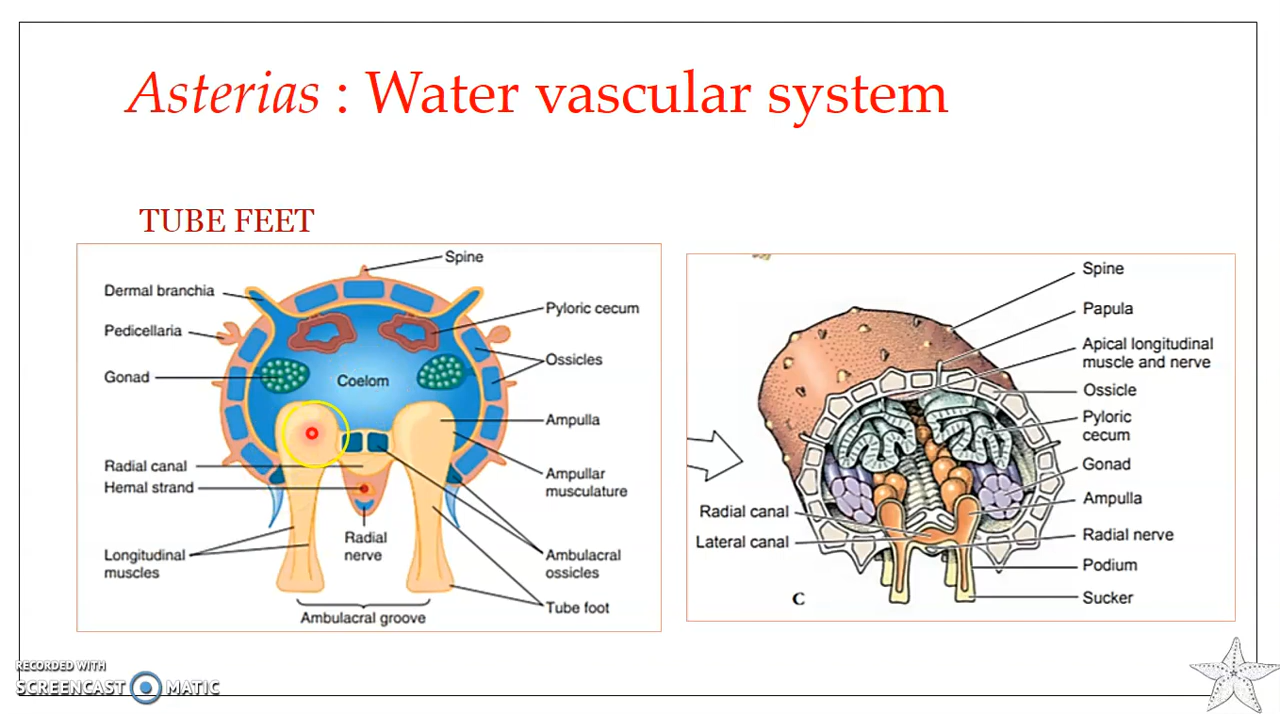 Asterias : Water vascular system
TUBE FEET
Spine
Dermal branchia
Pyloric cecum
Pedicellaria
Ossicles
Gonad
Coelom
Ampulla
Radial canal
Hemal strand
Ampullar
musculature
Radial
nerve
Longitudinal
muscles
Ambulacral
ossicles
Tube foot
Ambulacral groove
Spine
Papula
Apical longitudinal
muscle and nerve
Ossicle
Pyloric
cecum
Gonad
Ampulla
Radial canal
Radial nerve
Lateral canal
Podium
Sucker
C
RECORDED WITH
SCREENCAST MATIC